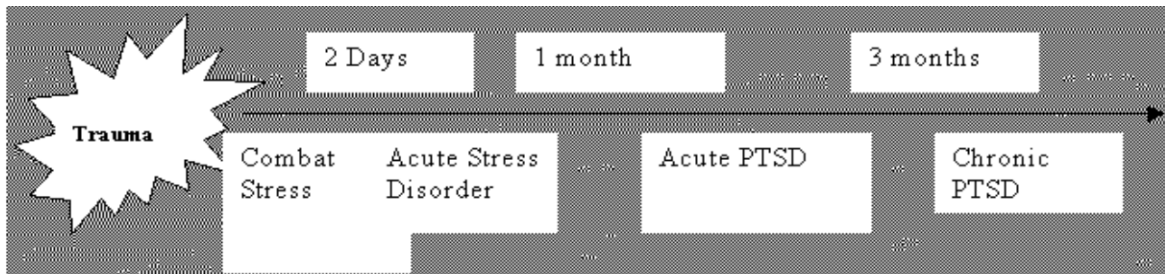 2 Days
1 month
3 months
Trauma
Combat
Stress
Acute Stress
Disorder
Acute PTSD
Chronic
PTSD